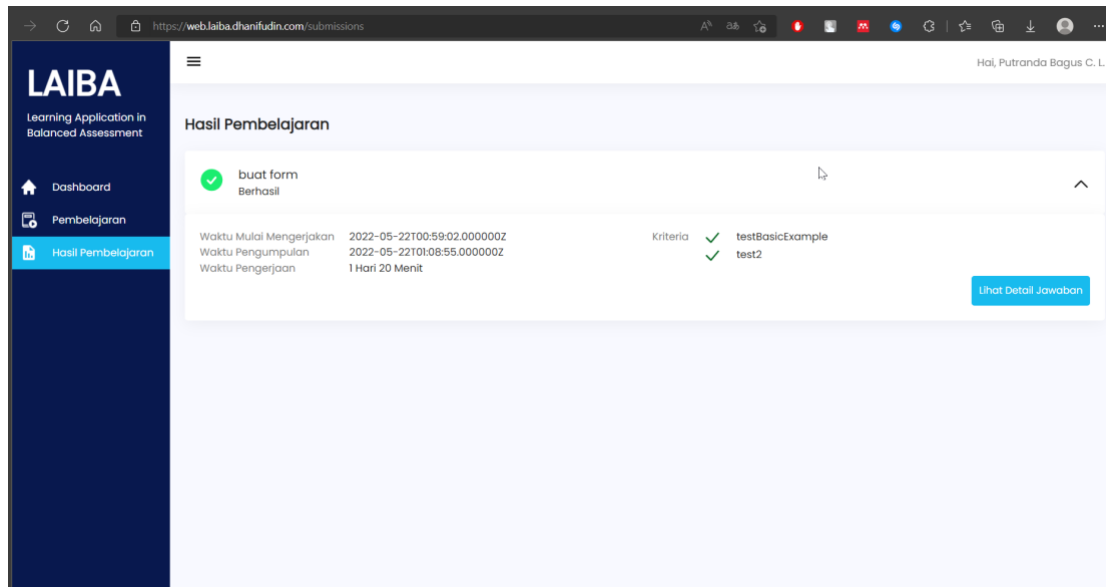 https://web.laiba.dhanifudin.com/submissions
LAIBA
Learning Application in
Balanced Assessment
Dashboard
Pembelajaran
Hasil Pembelajaran
Hai, Putranda Bagus C. L.
Hasil Pembelajaran
buat form
Berhasil
Waktu Mulai Mengerjakan 2022-05-22T00:59:02.000000Z
Waktu Pengumpulan 2022-05-22T01:08:55.000000Z
Waktu Pengerjaan 1 Hari 20 Menit
Kriteria testBasicExample
test2
Lihat Detail Jawaban